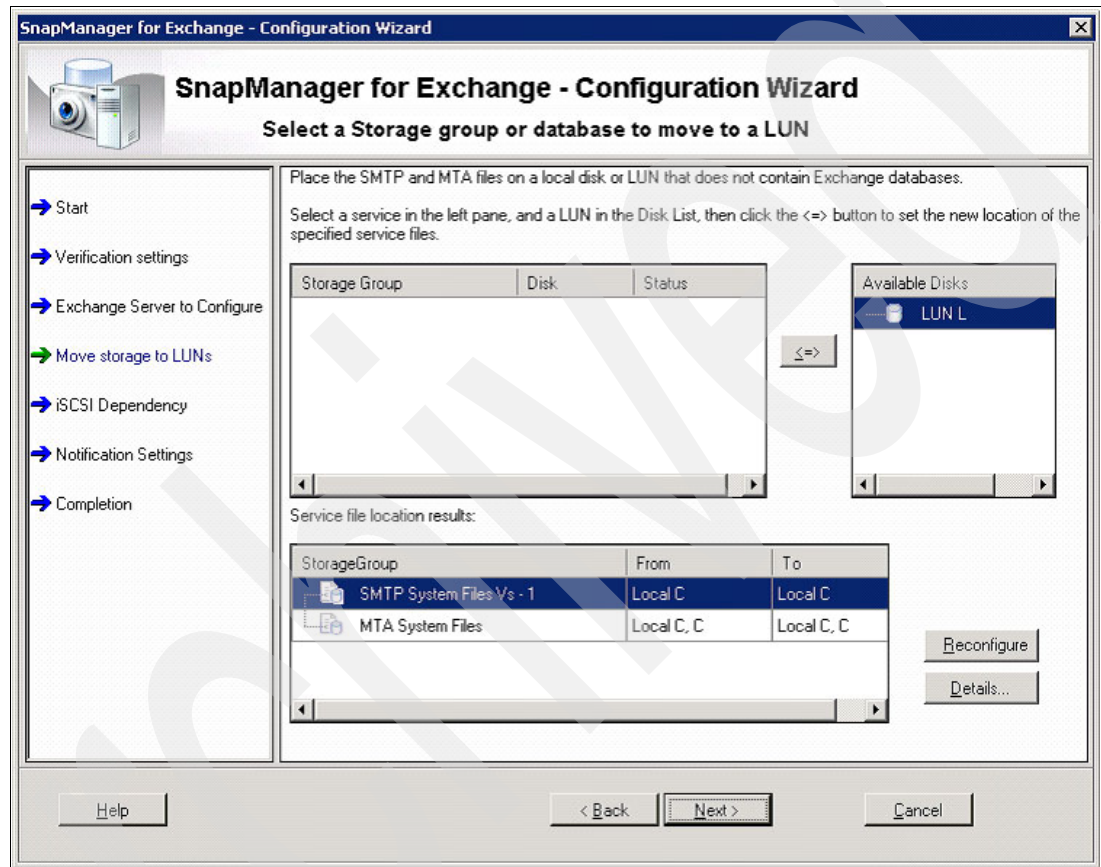 SnapManager for Exchange - Configuration Wizard
SnapManager for Exchange - Configuration Wizard
Select a Storage group or database to move to a LUN
Start
Verification settings
Exchange Server to Configure
Move storage to LUNs
iSCSI Dependency
Notification Settings
Completion
Place the SMTP and MTA files on a local disk or LUN that does not contain Exchange databases.
Select a service in the left pane, and a LUN in the Disk List, then click the <=> button to set the new location of the
specified service files.
Storage Group Disk Status
<=>
Available Disks
LUN L
Service file location results:
StorageGroup From To
SMTP System Files Vs - 1 Local C Local C
MTA System Files Local C, C Local C, C
Reconfigure
Details...
Help < Back Next > Cancel